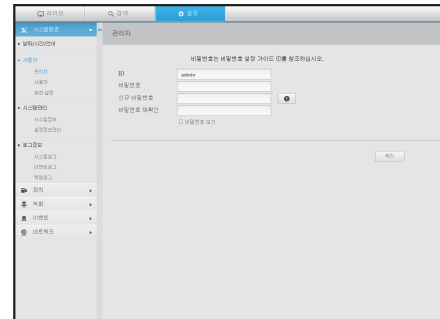 라이브
검색
설정
시스템환경
날짜/시간/언어
사용자
관리자
사용자
권한 설정
시스템관리
시스템정보
설정정보관리
로그정보
시스템로그
이벤트로그
백업로그
장치
녹화
이벤트
네트워크
관리자
비밀번호는 비밀번호 설정 가이드 ①를 참조하십시오.
ID
admin
비밀번호
신규 비밀번호
비밀번호 재확인
비밀번호 보기
확인